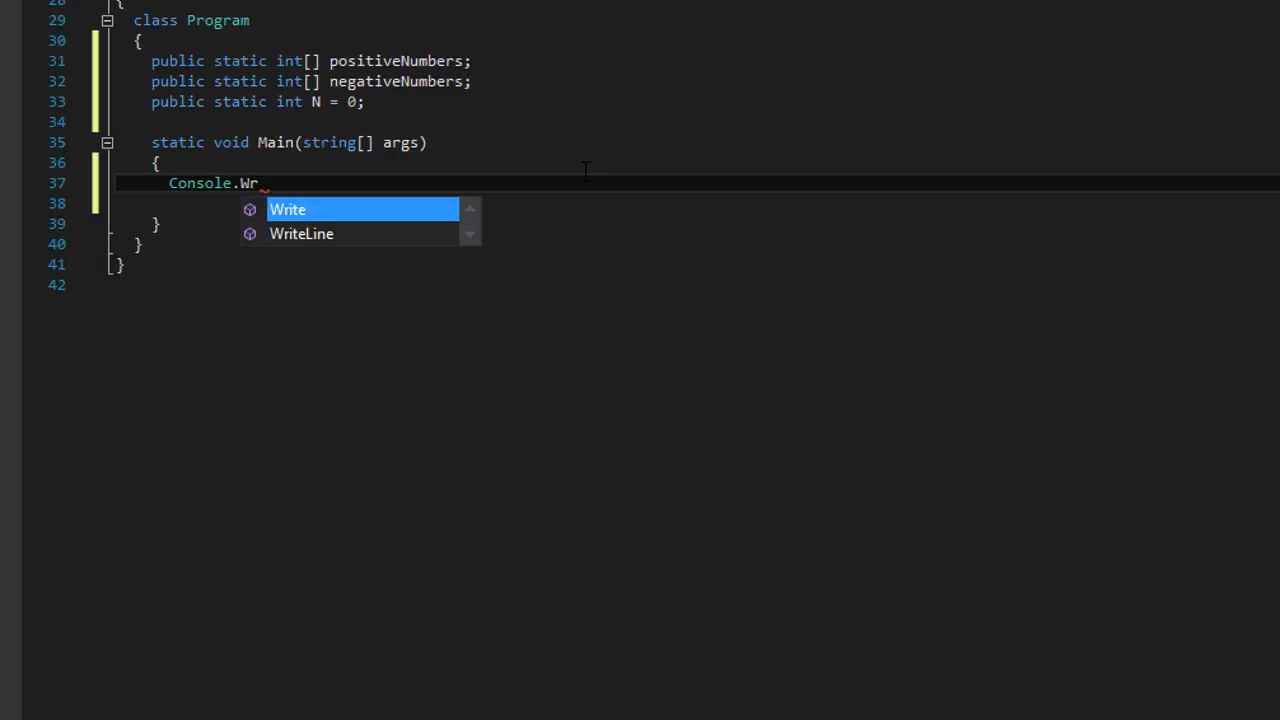 28 {
29 class Program
30 {
31 public static int[] positiveNumbers;
32 public static int[] negativeNumbers;
33 public static int N = 0;
34
35 static void Main(string[] args)
36 {
37 Console.Wr
38 Write
WriteLine
39 }
40 }
41 }
42